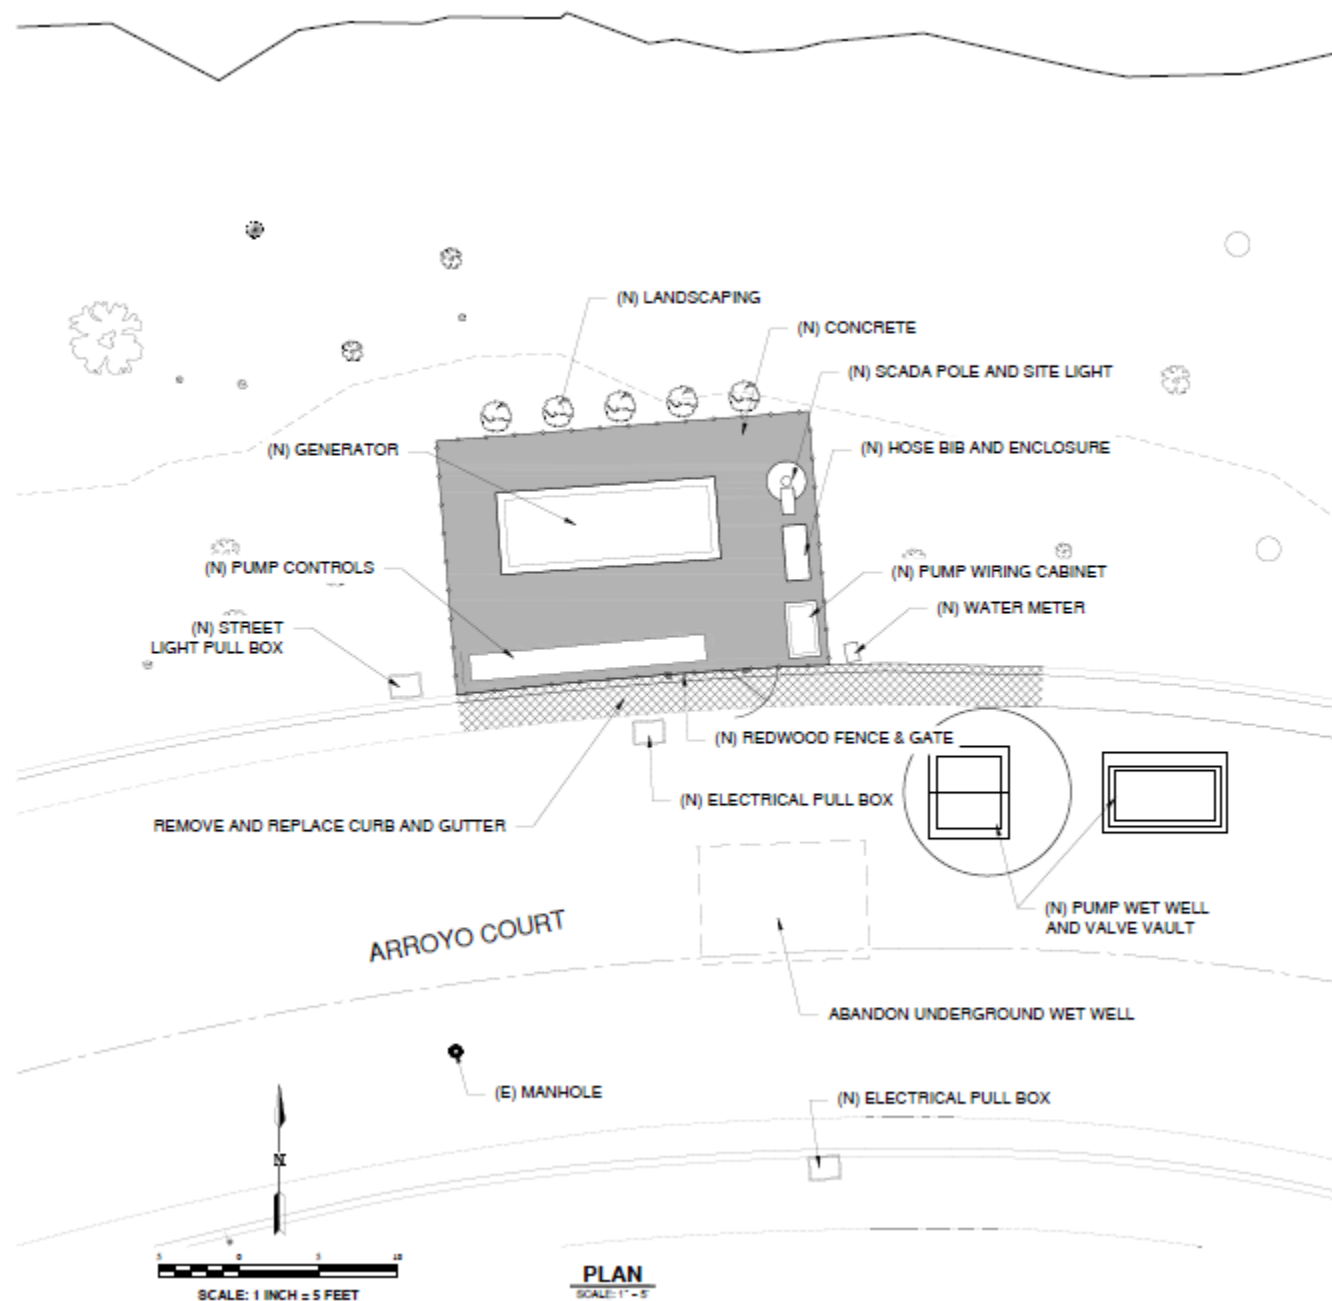 (N) LANDSCAPING
(N) CONCRETE
(N) SCADA POLE AND SITE LIGHT
(N) GENERATOR
(N) HOSE BIB AND ENCLOSURE
(N) PUMP CONTROLS
(N) PUMP WIRING CABINET
(N) WATER METER
(N) STREET
LIGHT PULL BOX
(N) REDWOOD FENCE & GATE
(N) ELECTRICAL PULL BOX
REMOVE AND REPLACE CURB AND GUTTER
(N) PUMP WET WELL
AND VALVE VAULT
ARROYO COURT
ABANDON UNDERGROUND WET WELL
(E) MANHOLE
(N) ELECTRICAL PULL BOX
N
5 0 5 10
SCALE: 1 INCH = 5 FEET
PLAN
SCALE: 1" = 5'